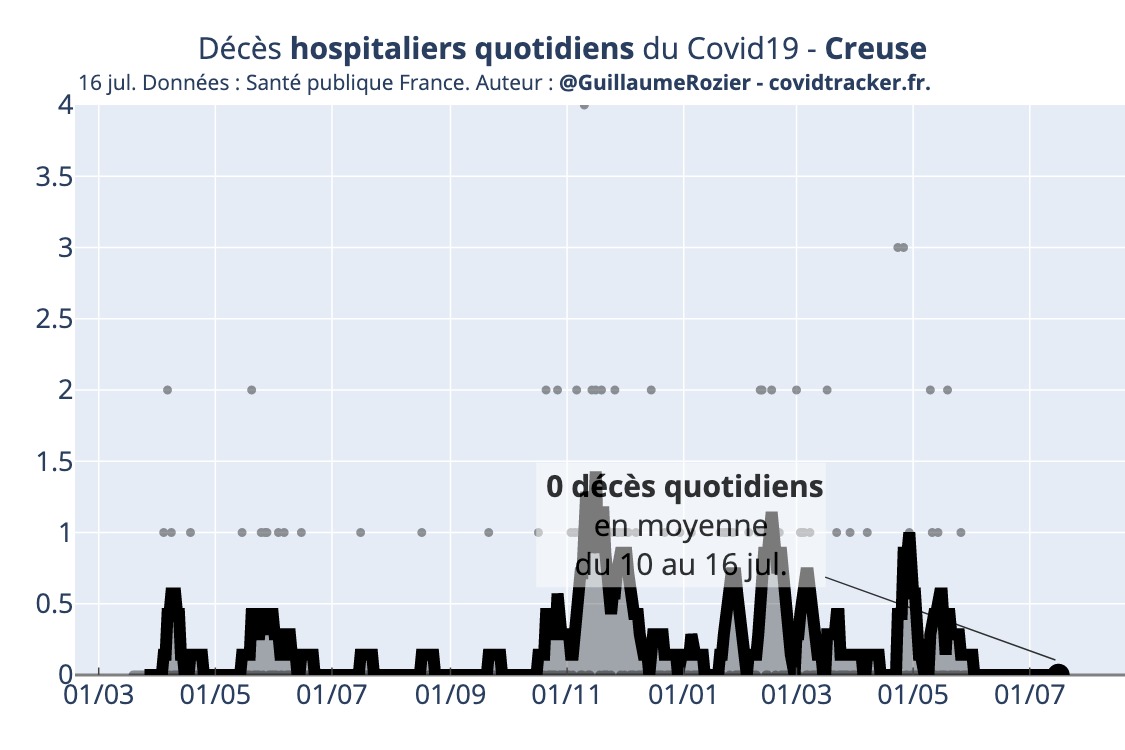 Décès hospitaliers quotidiens du Covid19 - Creuse
16 jul. Données : Santé publique France. Auteur : @GuillaumeRozier - covidtracker.fr.
4
3.5
3
2.5
2
1.5
1
0.5
0
0 décès quotidiens
en moyenne
du 10 au 16 jul.
01/03 01/05 01/07 01/09 01/11 01/01 01/03 01/05 01/07